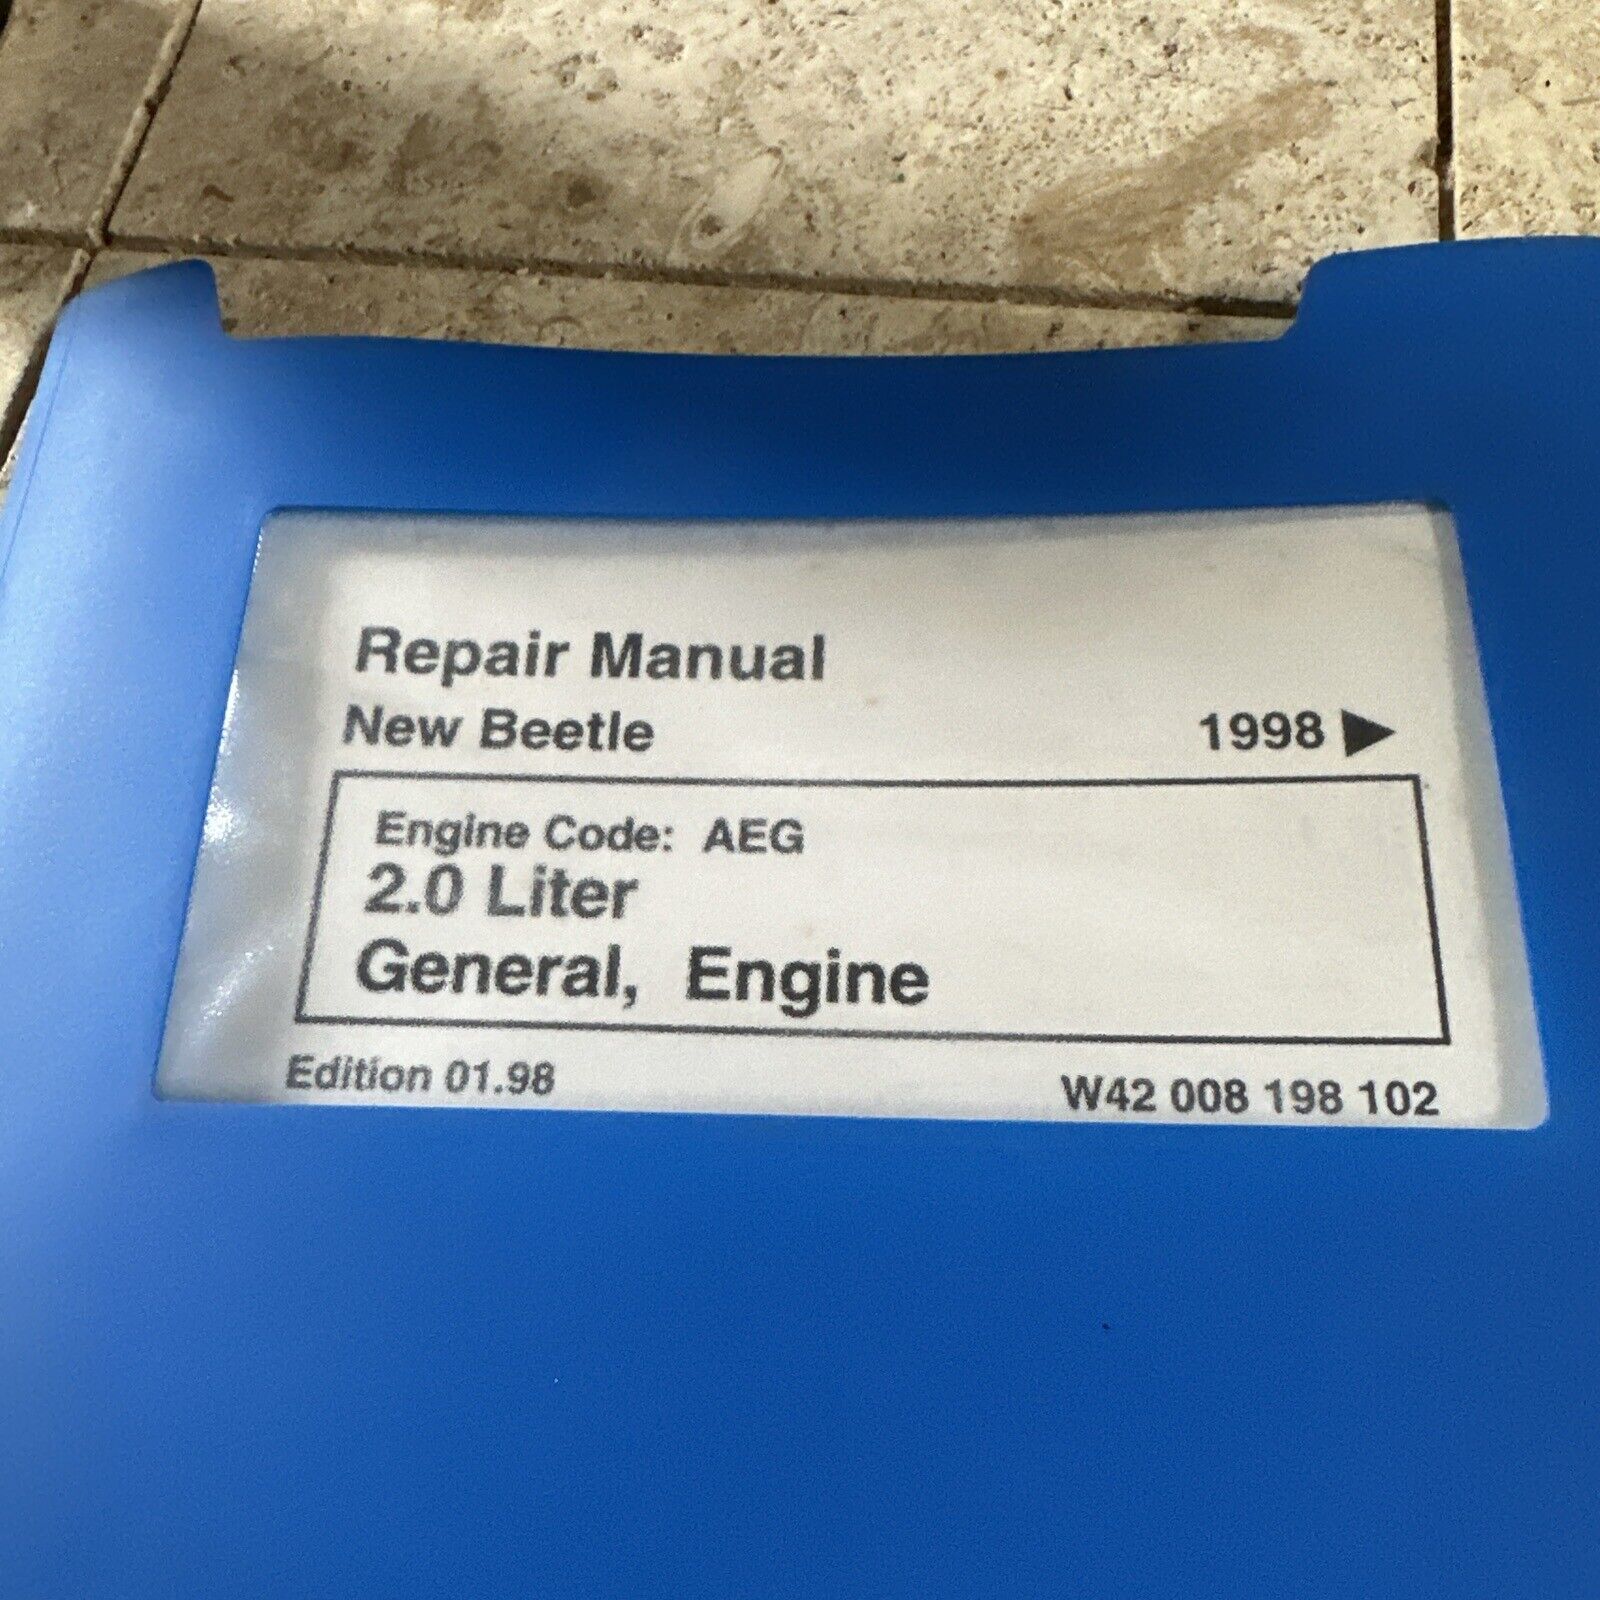 Repair Manual
New Beetle 1998 ▶
Engine Code: AEG
2.0 Liter
General, Engine
Edition 01.98 W42 008 198 102